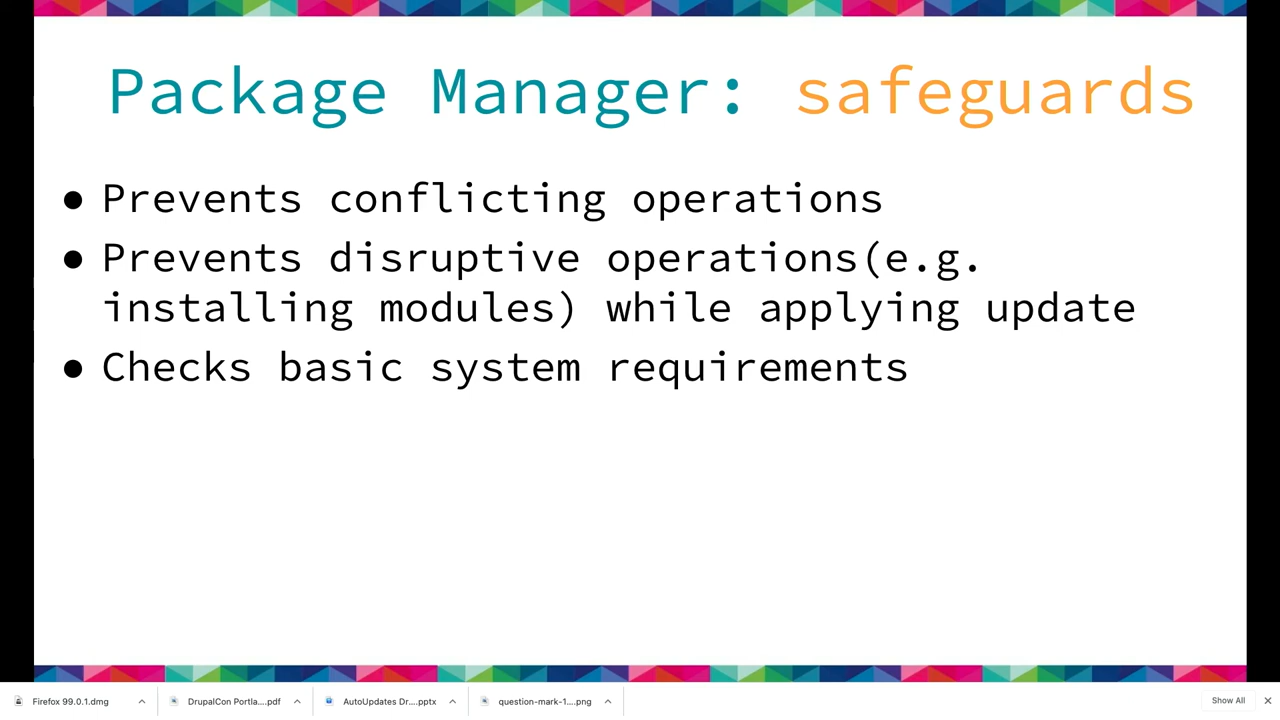 Package Manager: safeguards
● Prevents conflicting operations
● Prevents disruptive operations(e.g.
installing modules) while applying update
● Checks basic system requirements
Firefox 99.0.1.dmg
DrupalCon Portla....pdf
AutoUpdates Dr....pptx
question-mark-1....png
Show All